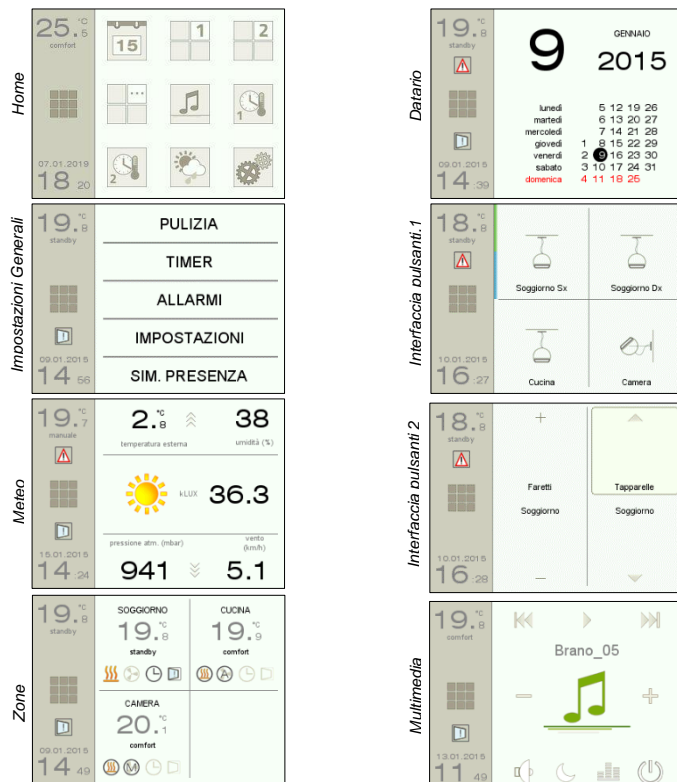 Home
25.5 °C
comfort
07.01.2019
18 20
15
1
2
...
1
2
Datario
19.8 °C
standby
09.01.2015
14:39
9
GENNAIO
2015
lunedì 5 12 19 26
martedì 6 13 20 27
mercoledì 7 14 21 28
giovedì 1 8 15 22 29
venerdì 2 9 16 23 30
sabato 3 10 17 24 31
domenica 4 11 18 25
Impostazioni Generali
19.8 °C
standby
09.01.2015
14 56
PULIZIA
TIMER
ALLARMI
IMPOSTAZIONI
SIM. PRESENZA
Interfaccia pulsanti.1
18.8 °C
standby
10.01.2015
16:27
Soggiorno Sx
Soggiorno Dx
Cucina
Camera
Meteo
19.7 °C
manuale
15.01.2015
14:24
2.8 °C
38
temperatura esterna
umidità (%)
kLUX
36.3
pressione atm. (mbar)
vento
(km/h)
941
5.1
Interfaccia pulsanti 2
18.8 °C
standby
10.01.2015
16:28
+
Faretti
Soggiorno
−
Tapparelle
Soggiorno
Zone
19.8 °C
standby
09.01.2015
14 49
SOGGIORNO
19.8 °C
standby
CUCINA
19.9 °C
comfort
A
CAMERA
20.1 °C
comfort
M
Multimedia
19.8 °C
comfort
13.01.2015
11 49
Brano_05